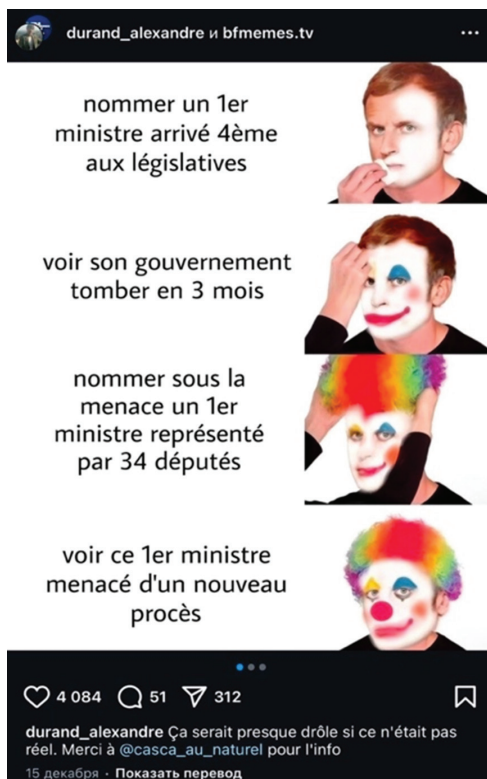 durand_alexandre и bfmemes.tv
nommer un 1er
ministre arrivé 4ème
aux législatives
voir son gouvernement
tomber en 3 mois
nommer sous la
menace un 1er
ministre représenté
par 34 députés
voir ce 1er ministre
menacé d'un nouveau
procès
4 084 51 312
durand_alexandre Ça serait presque drôle si ce n'était pas
réel. Merci à @casca_au_naturel pour l'info
15 декабря · Показать перевод